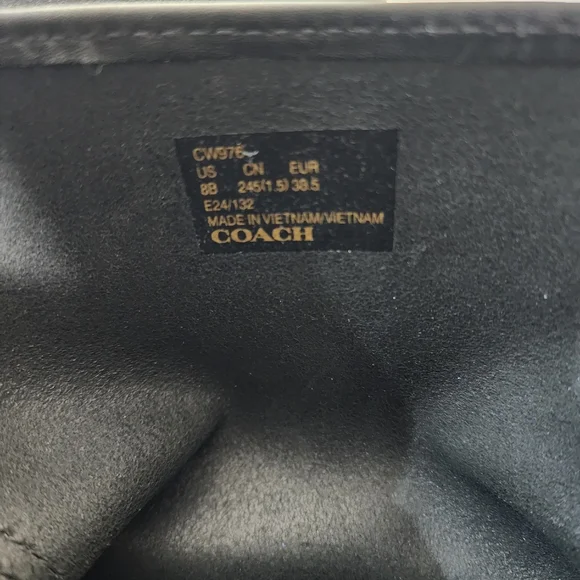 CW976
US CN EUR
8B 245(1.5) 38.5
E24/132
MADE IN VIETNAM/VIETNAM
COACH